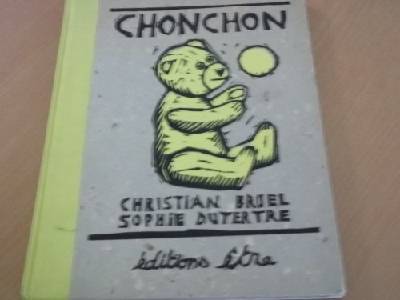 CHONCHON
CHRISTIAN BRUEL
SOPHIE DUTERTRE
éditions être